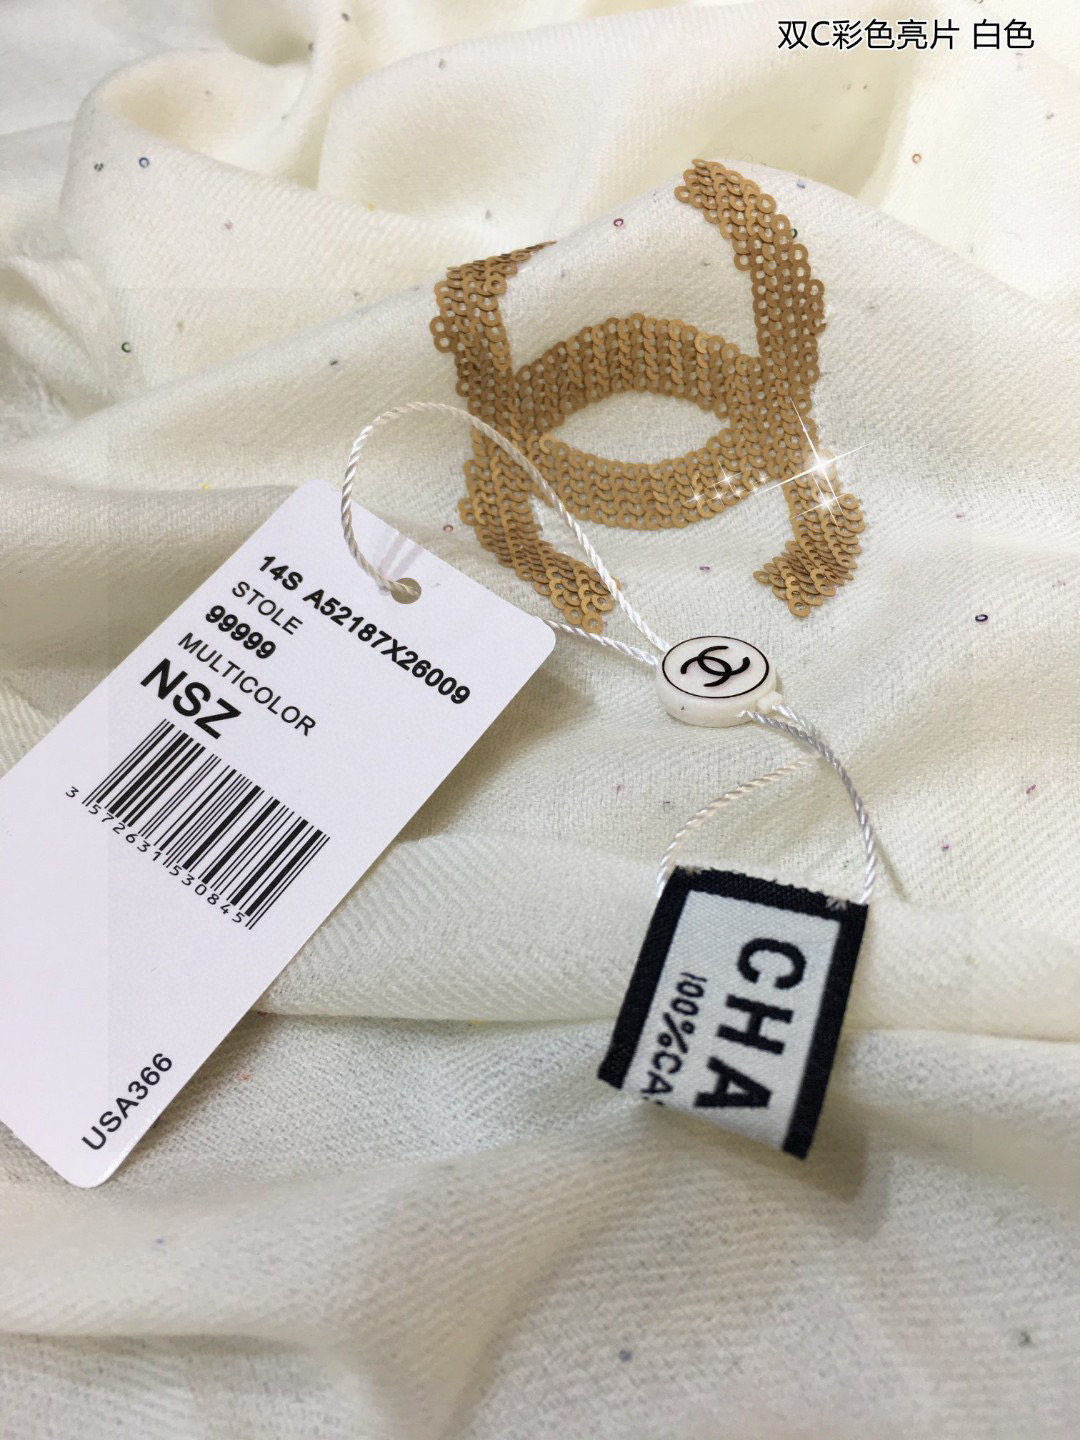 双C彩色亮片 白色
14S A52187X26009
STOLE
99999
MULTICOLOR
NSZ
3 572631 530845
USA366
CHA
100%CA